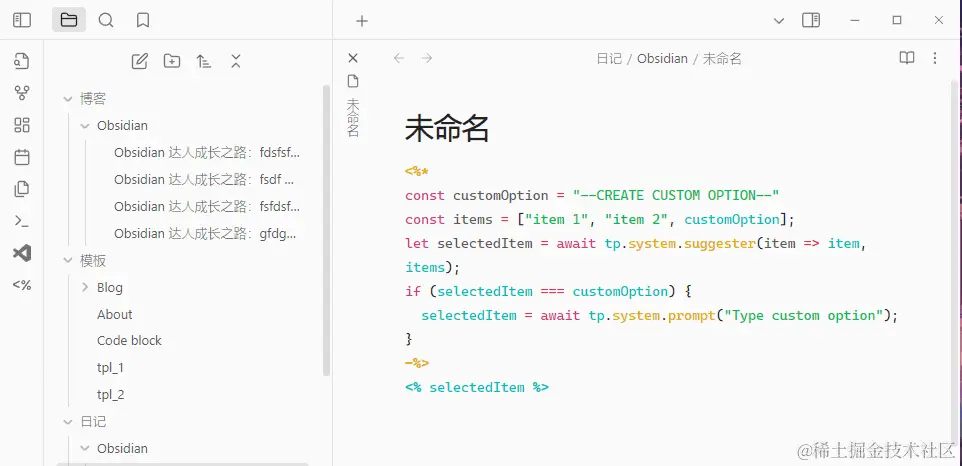 博客
Obsidian
Obsidian 达人成长之路：fdsfsf...
Obsidian 达人成长之路：fsdf ...
Obsidian 达人成长之路：fsfdsf...
Obsidian 达人成长之路：gfdg...
模板
Blog
About
Code block
tpl_1
tpl_2
日记
Obsidian
<%
未命名
日记 / Obsidian / 未命名
未命名
<%*
const customOption = "--CREATE CUSTOM OPTION--"
const items = ["item 1", "item 2", customOption];
let selectedItem = await tp.system.suggester(item => item,
items);
if (selectedItem === customOption) {
selectedItem = await tp.system.prompt("Type custom option");
}
-%>
<% selectedItem %>
@稀土掘金技术社区